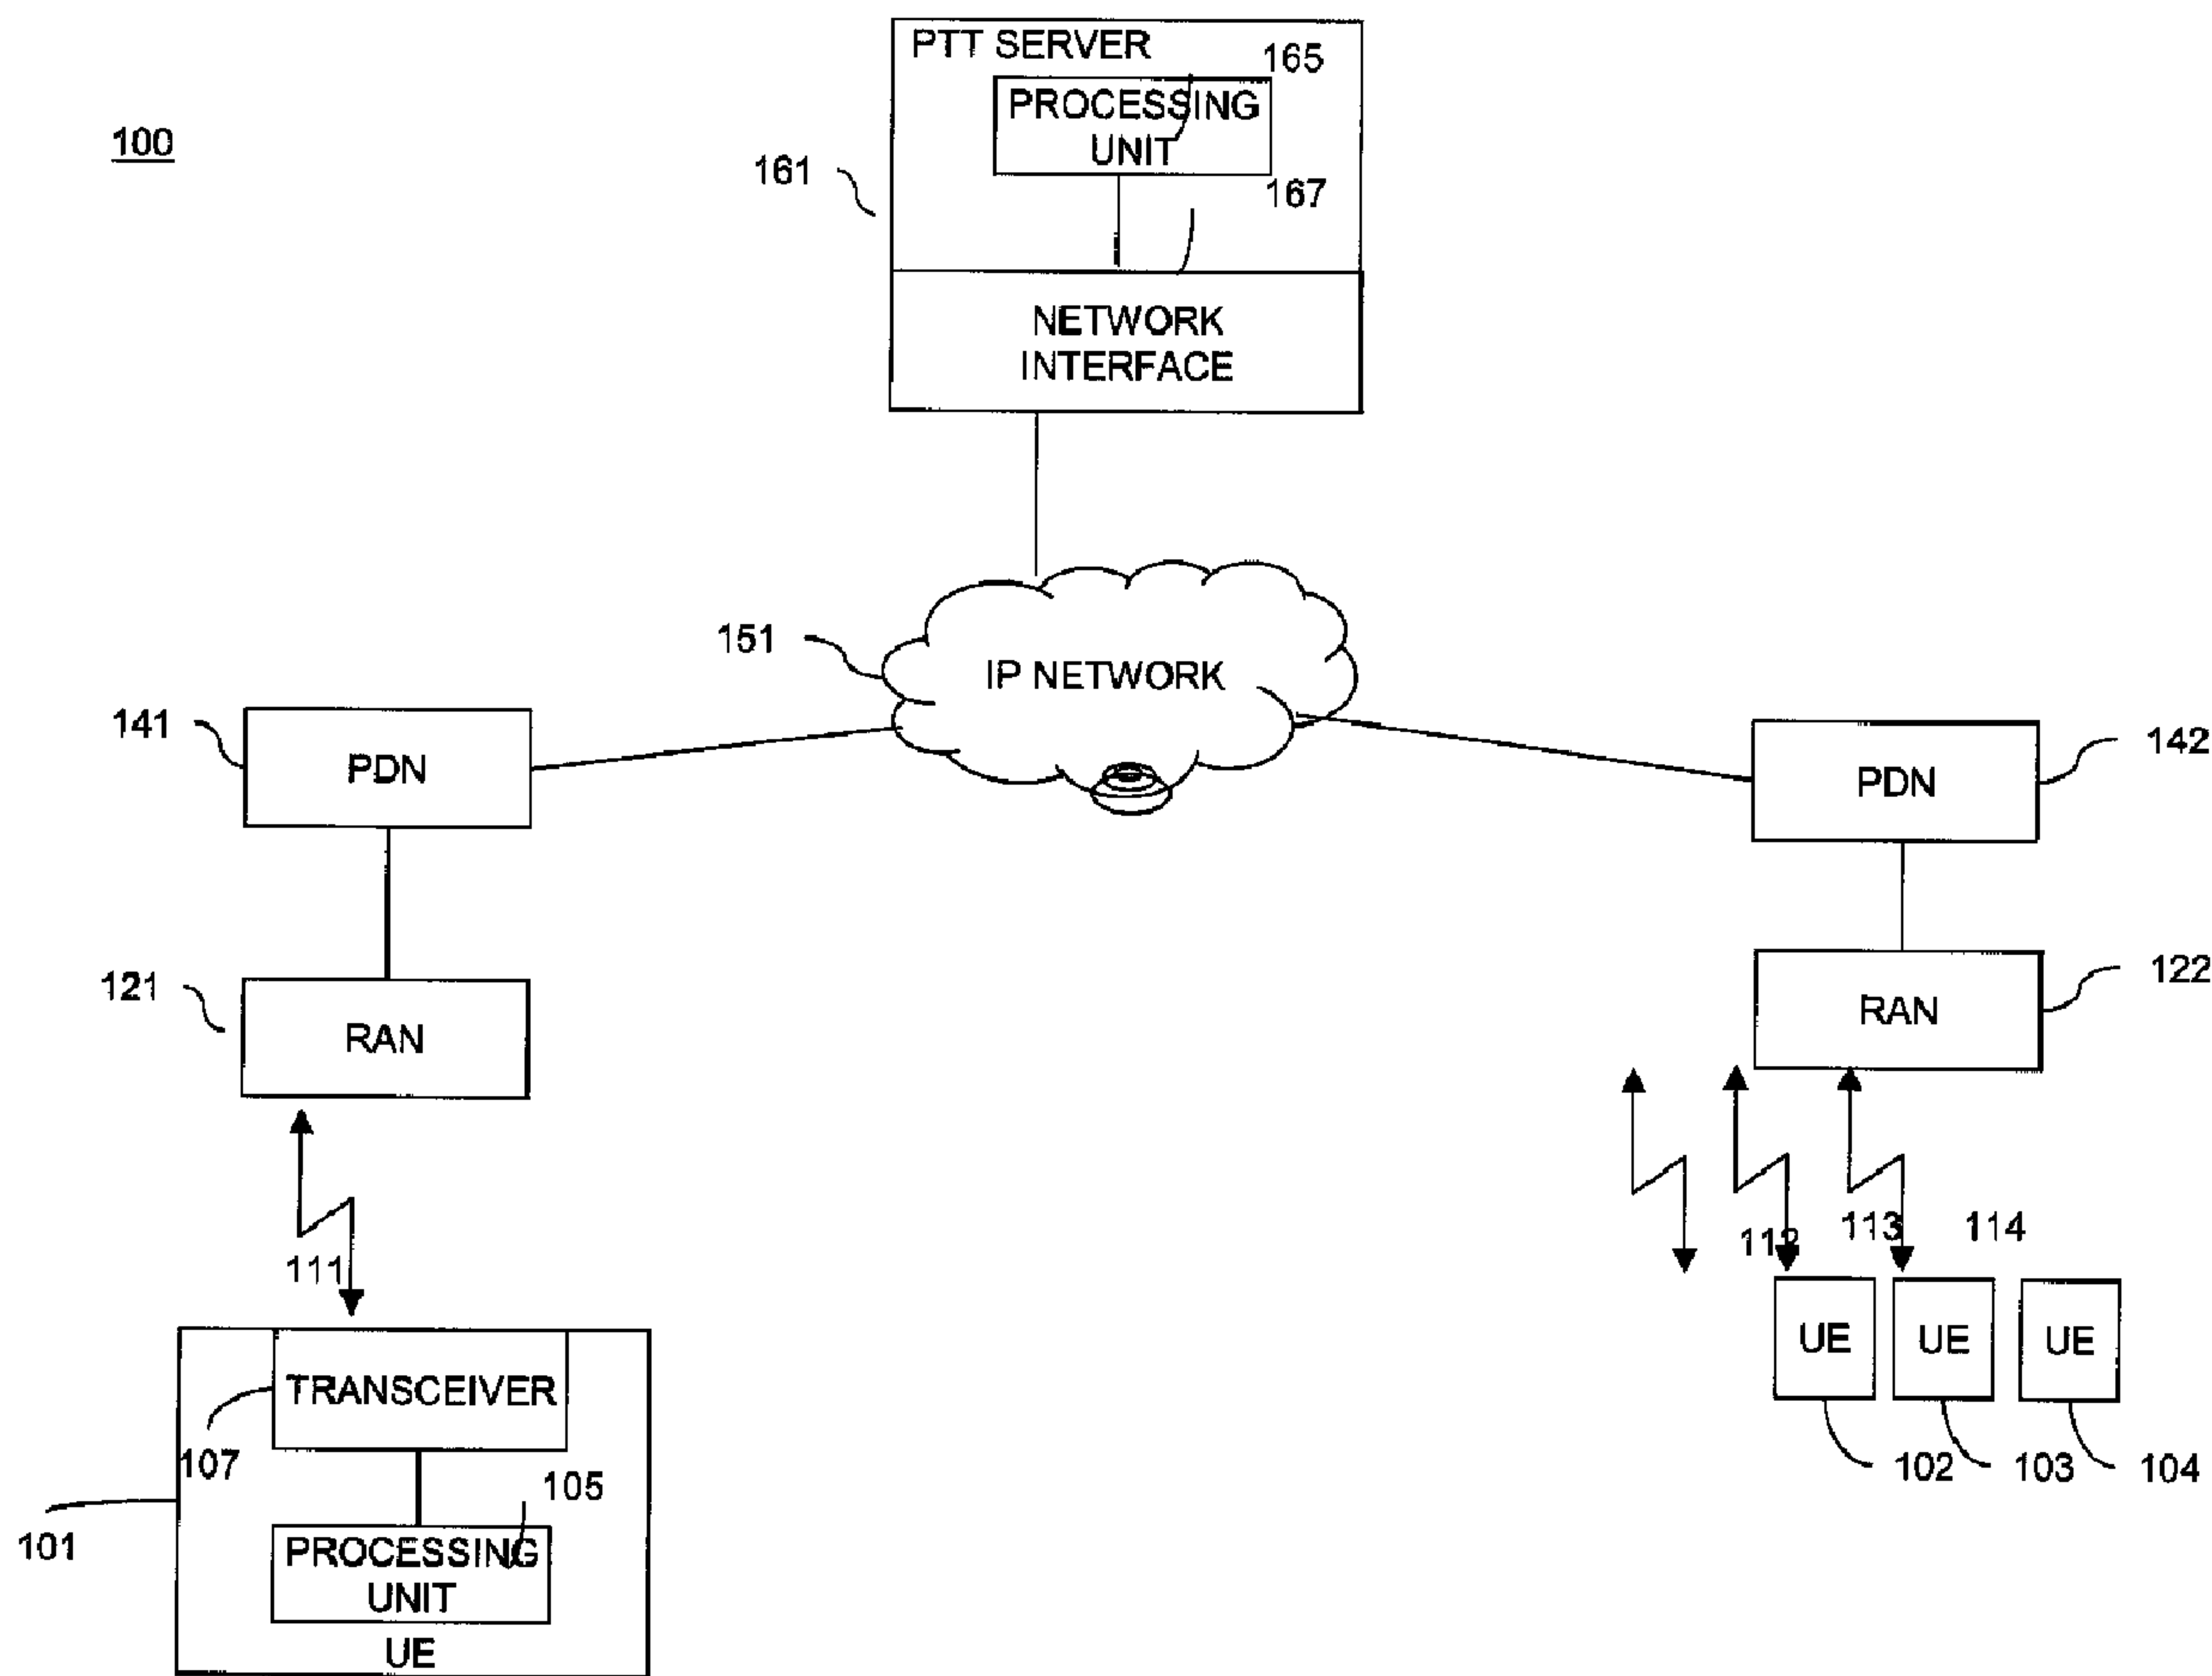 PTT SERVER
165
PROCESSING
UNIT
100
161
167
NETWORK
INTERFACE
151
IP NETWORK
141
PDN
142
PDN
121
RAN
122
RAN
111
112
113
114
TRANSCEIVER
UE
UE
UE
107
105
102
103
104
101
PROCESSING
UNIT
UE